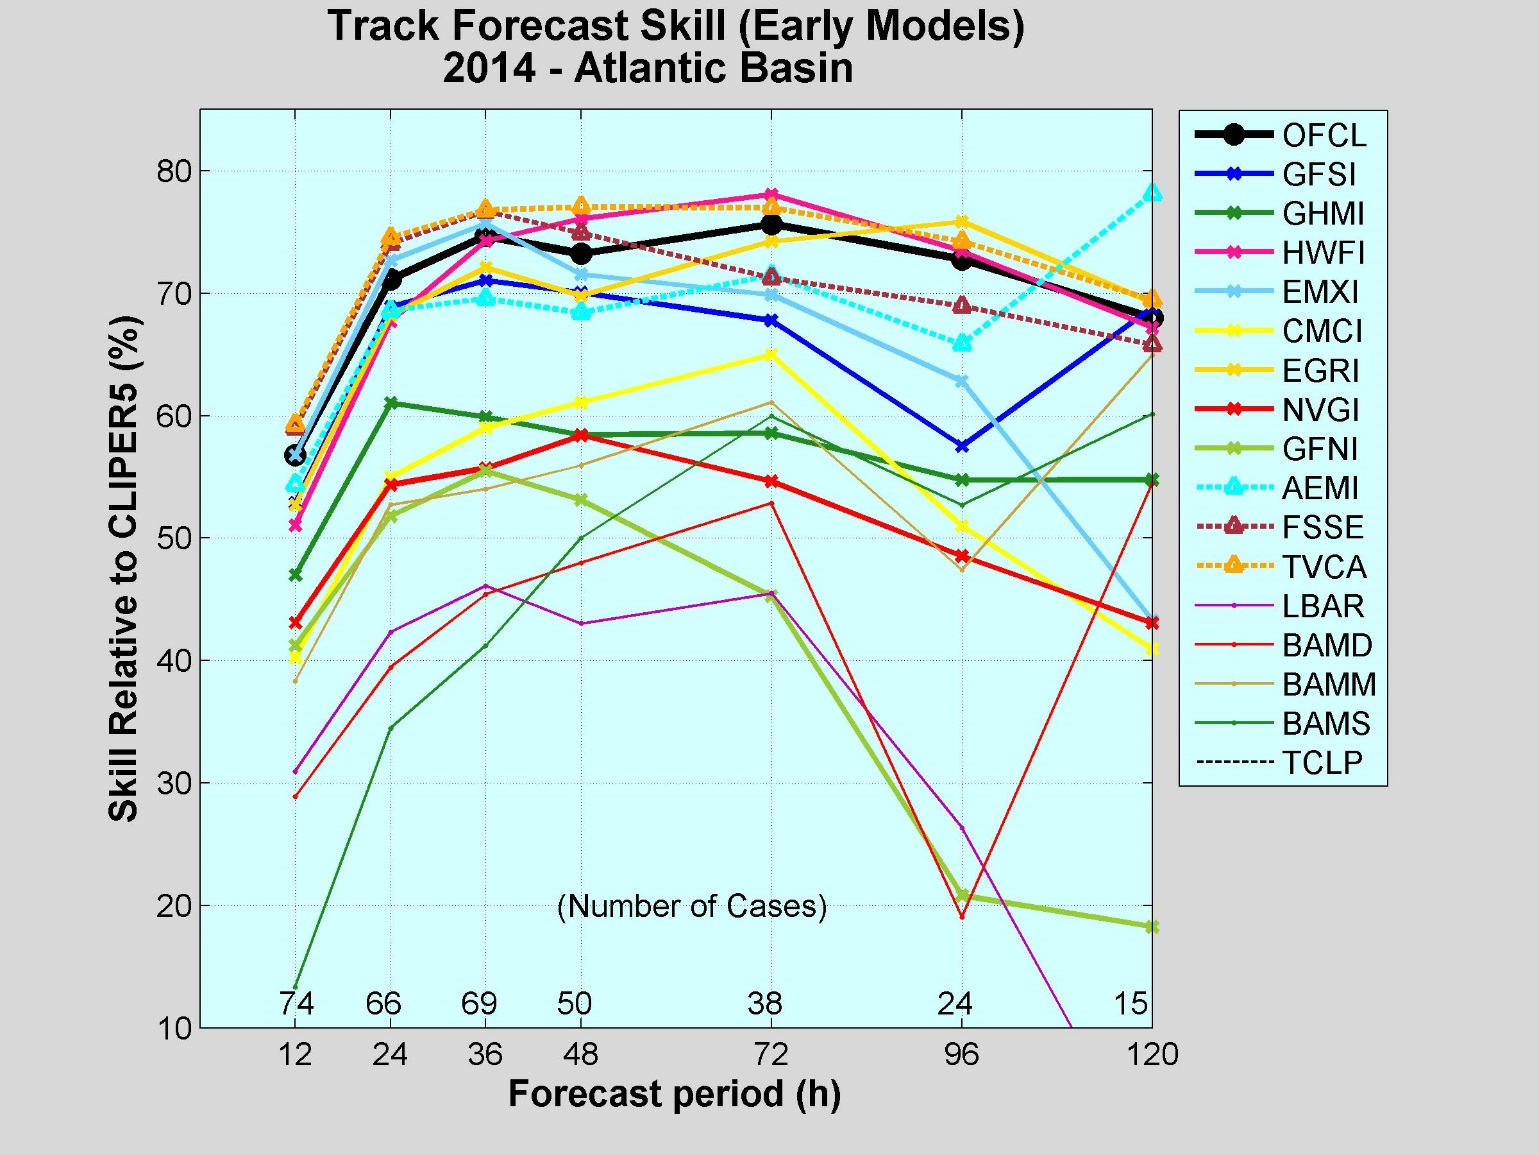 Track Forecast Skill (Early Models)
2014 - Atlantic Basin
Skill Relative to CLIPER5 (%)
80
70
60
50
40
30
20
10
OFCL
GFSI
GHMI
HWFI
EMXI
CMCI
EGRI
NVGI
GFNI
AEMI
FSSE
TVCA
LBAR
BAMD
BAMM
BAMS
TCLP
(Number of Cases)
74 66 69 50 38 24 15
12 24 36 48 72 96 120
Forecast period (h)